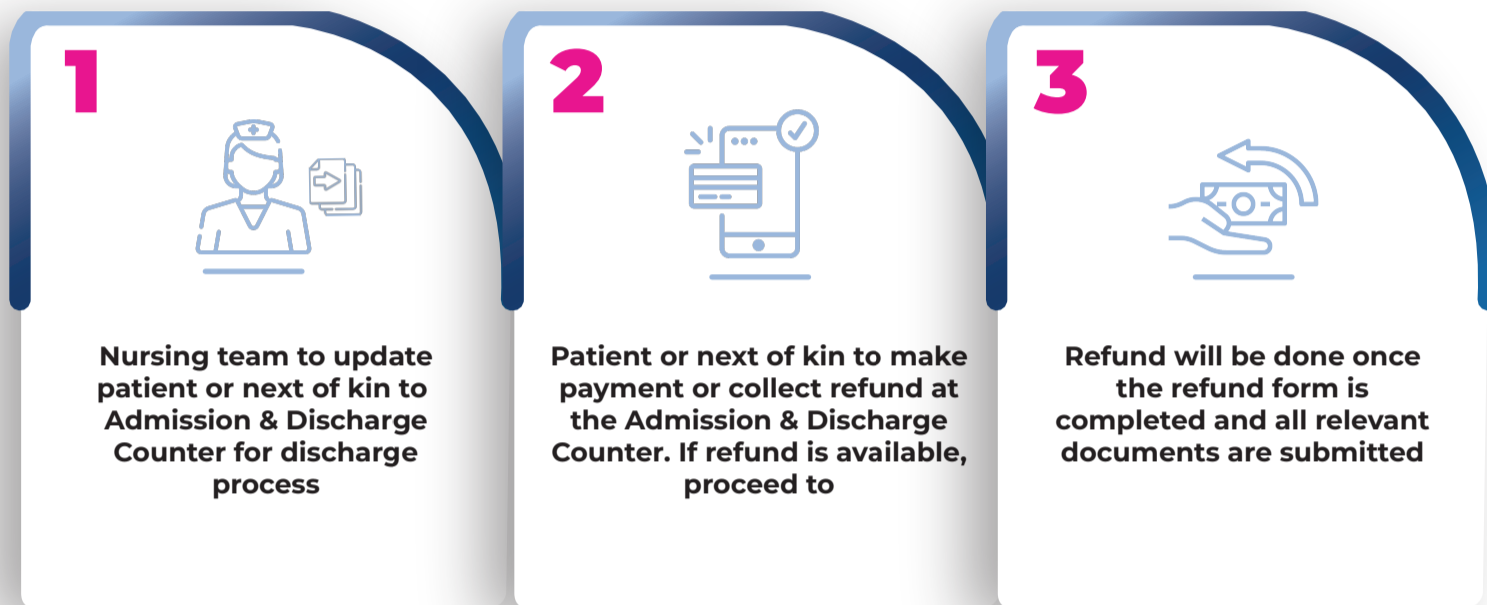 1
Nursing team to update
patient or next of kin to
Admission & Discharge
Counter for discharge
process
2
Patient or next of kin to make
payment or collect refund at
the Admission & Discharge
Counter. If refund is available,
proceed to
3
Refund will be done once
the refund form is
completed and all relevant
documents are submitted